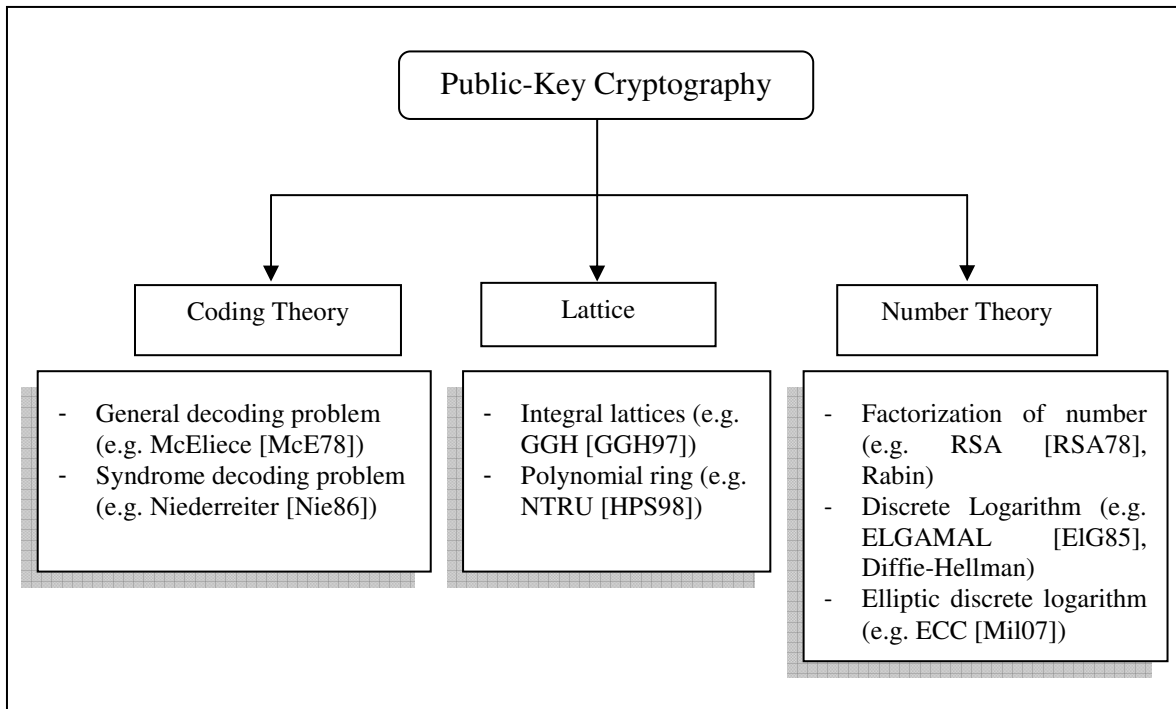 Public-Key Cryptography
Coding Theory
Lattice
Number Theory
- General decoding problem
(e.g. McEliece [McE78])
- Syndrome decoding problem
(e.g. Niederreiter [Nie86])
- Integral lattices (e.g.
GGH [GGH97])
- Polynomial ring (e.g.
NTRU [HPS98])
- Factorization of number
(e.g. RSA [RSA78],
Rabin)
- Discrete Logarithm (e.g.
ELGAMAL [ElG85],
Diffie-Hellman)
- Elliptic discrete logarithm
(e.g. ECC [Mil07])